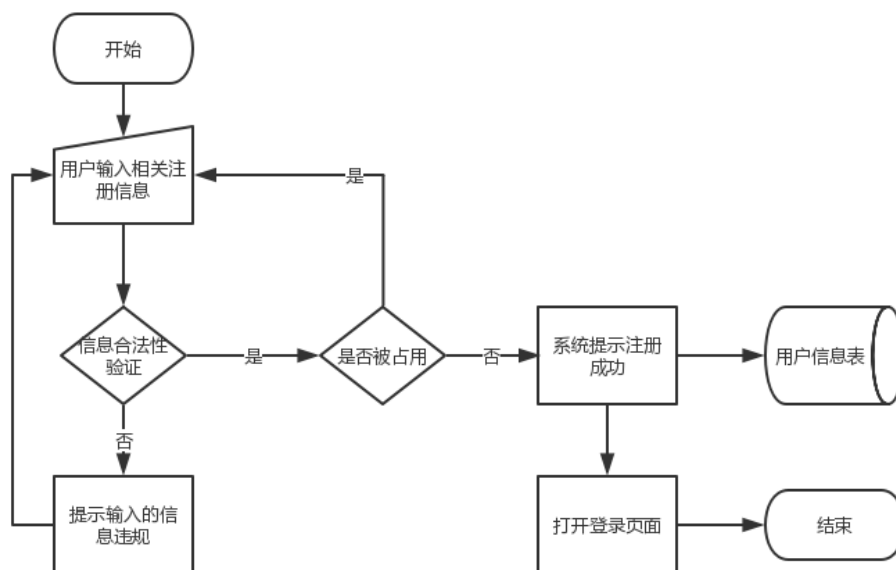 开始
用户输入相关注
册信息
是
信息合法性
验证
是
是否被占用
否
系统提示注册
成功
用户信息表
否
提示输入的信
息违规
打开登录页面
结束